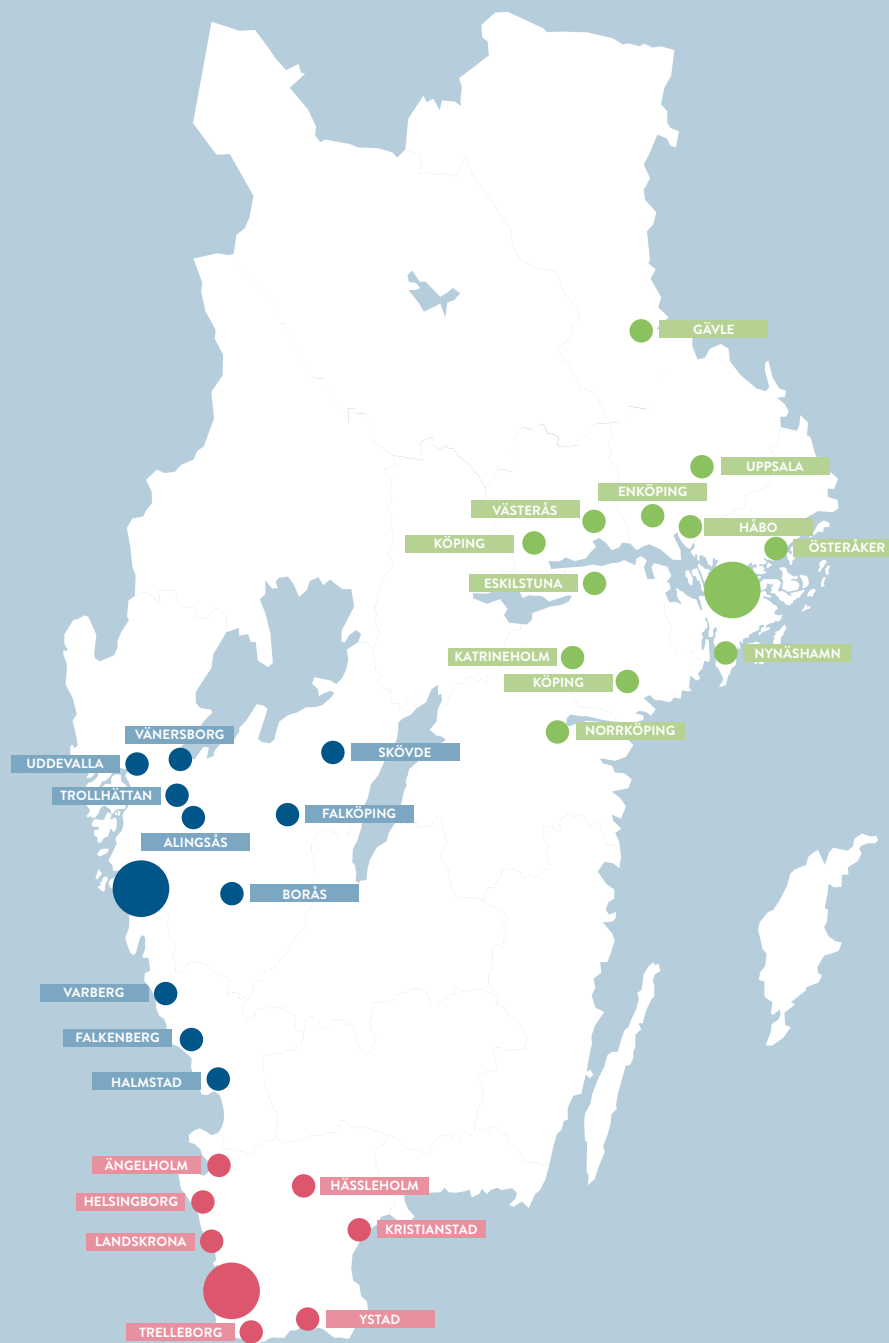 GÄVLE
UPPSALA
ENKÖPING
VÄSTERÅS
HÅBO
KÖPING
ÖSTERÅKER
ESKILSTUNA
NYNÄSHAMN
KATRINEHOLM
KÖPING
NORRKÖPING
VÄNERSBORG
SKÖVDE
UDDEVALLA
TROLLHÄTTAN
FALKÖPING
ALINGSÅS
BORÅS
VARBERG
FALKENBERG
HALMSTAD
ÄNGELHOLM
HÄSSLEHOLM
HELSINGBORG
KRISTIANSTAD
LANDSKRONA
YSTAD
TRELLEBORG